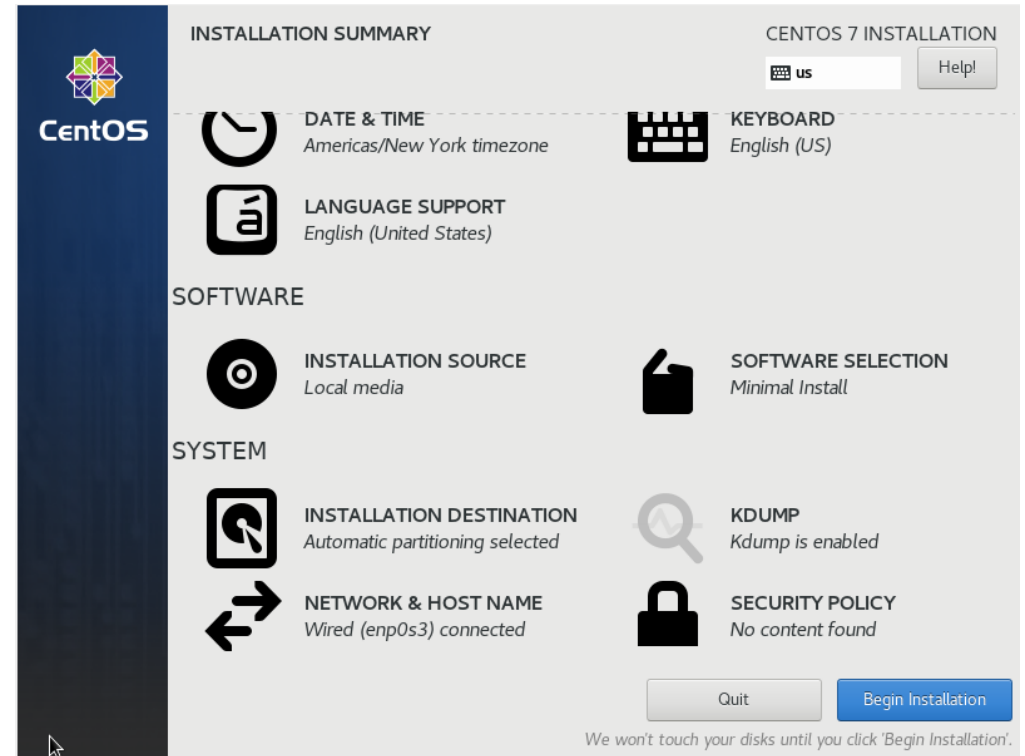 INSTALLATION SUMMARY
CENTOS 7 INSTALLATION
us
Help!
CentOS
DATE & TIME
Americas/New York timezone
KEYBOARD
English (US)
á
LANGUAGE SUPPORT
English (United States)
SOFTWARE
INSTALLATION SOURCE
Local media
SOFTWARE SELECTION
Minimal Install
SYSTEM
INSTALLATION DESTINATION
Automatic partitioning selected
KDUMP
Kdump is enabled
NETWORK & HOST NAME
Wired (enp0s3) connected
SECURITY POLICY
No content found
Quit
Begin Installation
We won't touch your disks until you click 'Begin Installation'.